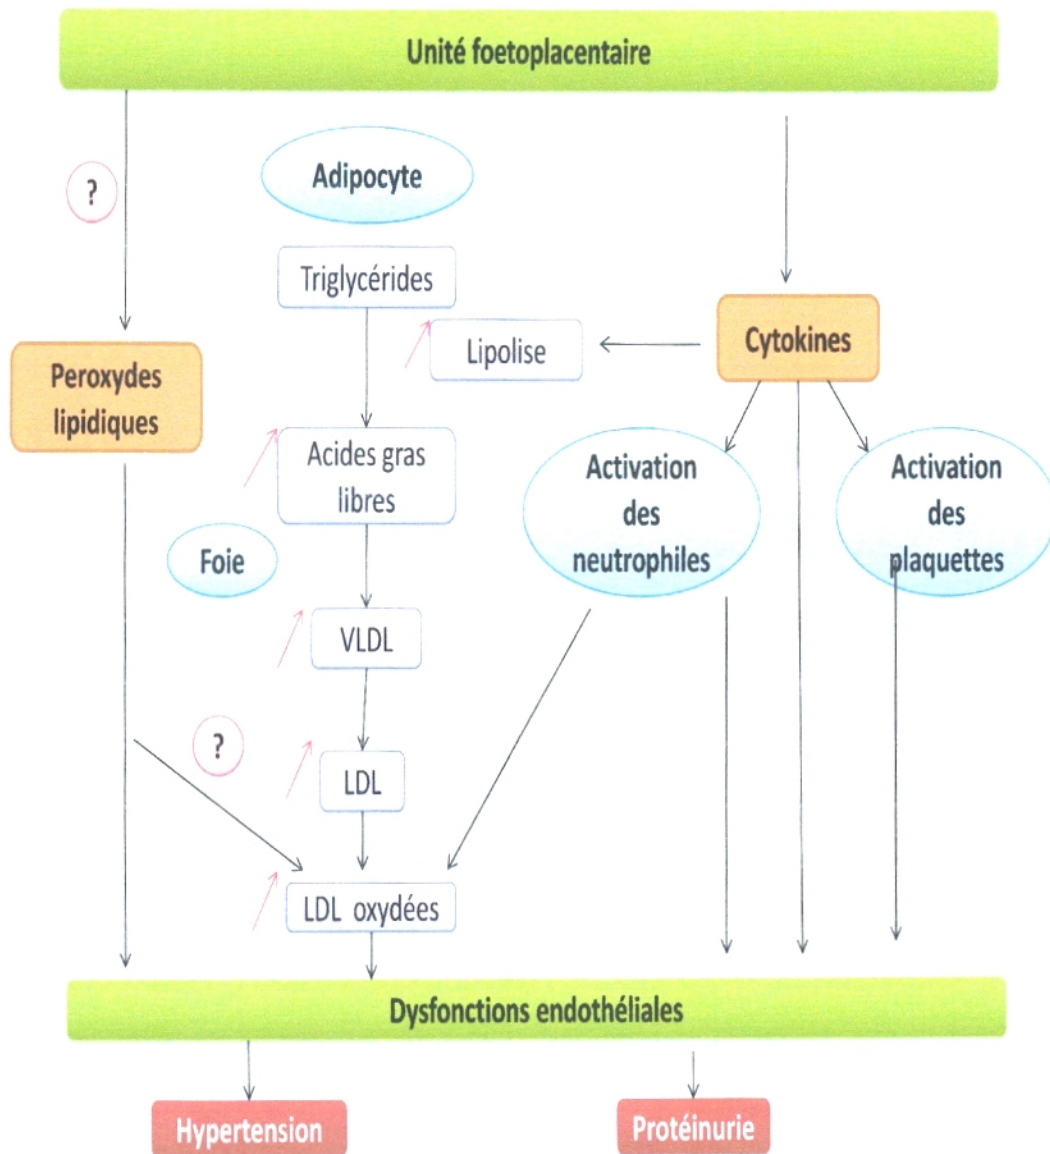 Unité foetoplacentaire
?
Adipocyte
Triglycérides
Lipolise
Cytokines
Peroxydes
lipidiques
Acides gras
libres
Activation
des
neutrophiles
Activation
des
plaquettes
Foie
VLDL
?
LDL
LDL oxydées
Dysfonctions endothéliales
Hypertension
Protéinurie